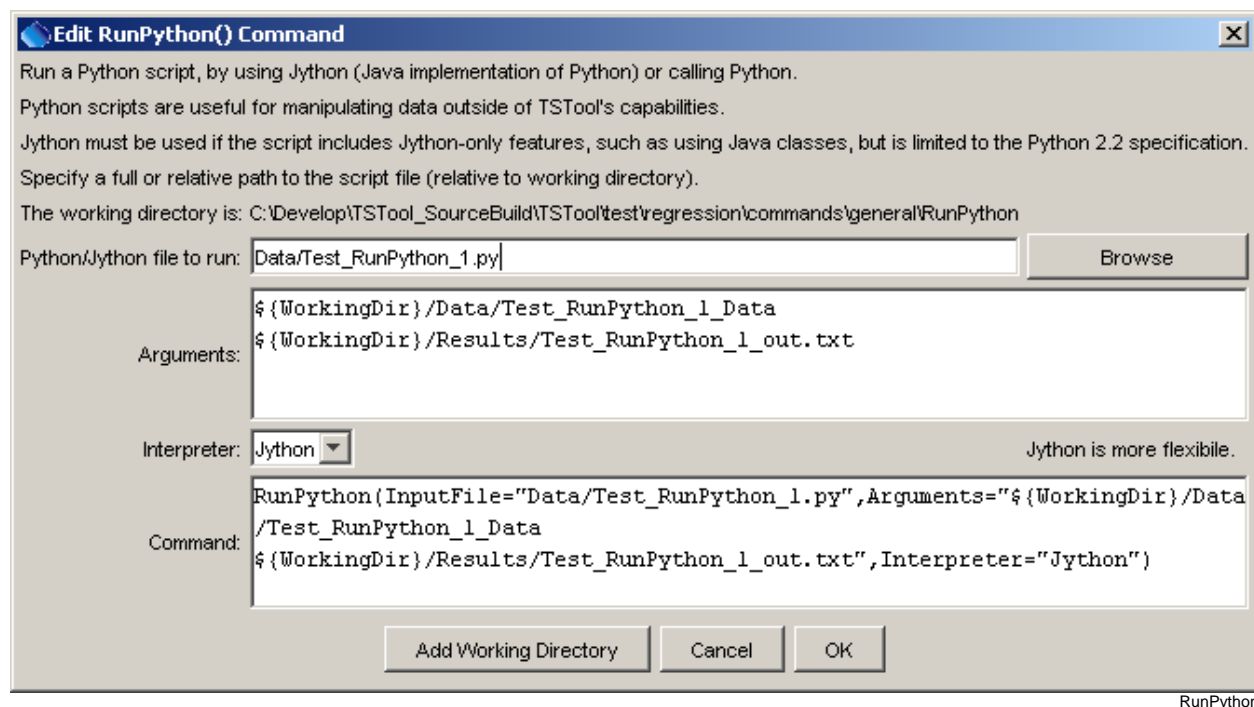 Edit RunPython() Command
Run a Python script, by using Jython (Java implementation of Python) or calling Python.
Python scripts are useful for manipulating data outside of TSTool's capabilities.
Jython must be used if the script includes Jython-only features, such as using Java classes, but is limited to the Python 2.2 specification.
Specify a full or relative path to the script file (relative to working directory).
The working directory is: C:\Develop\TSTool_SourceBuild\TSTool\test\regression\commands\general\RunPython
Python/Jython file to run: Data/Test_RunPython_1.py Browse
${WorkingDir}/Data/Test_RunPython_1_Data
${WorkingDir}/Results/Test_RunPython_1_out.txt
Arguments:
Interpreter: Jython Jython is more flexibile.
RunPython(InputFile="Data/Test_RunPython_1.py",Arguments="${WorkingDir}/Data
/Test_RunPython_1_Data
Command:
${WorkingDir}/Results/Test_RunPython_1_out.txt",Interpreter="Jython")
Add Working Directory Cancel OK
RunPython